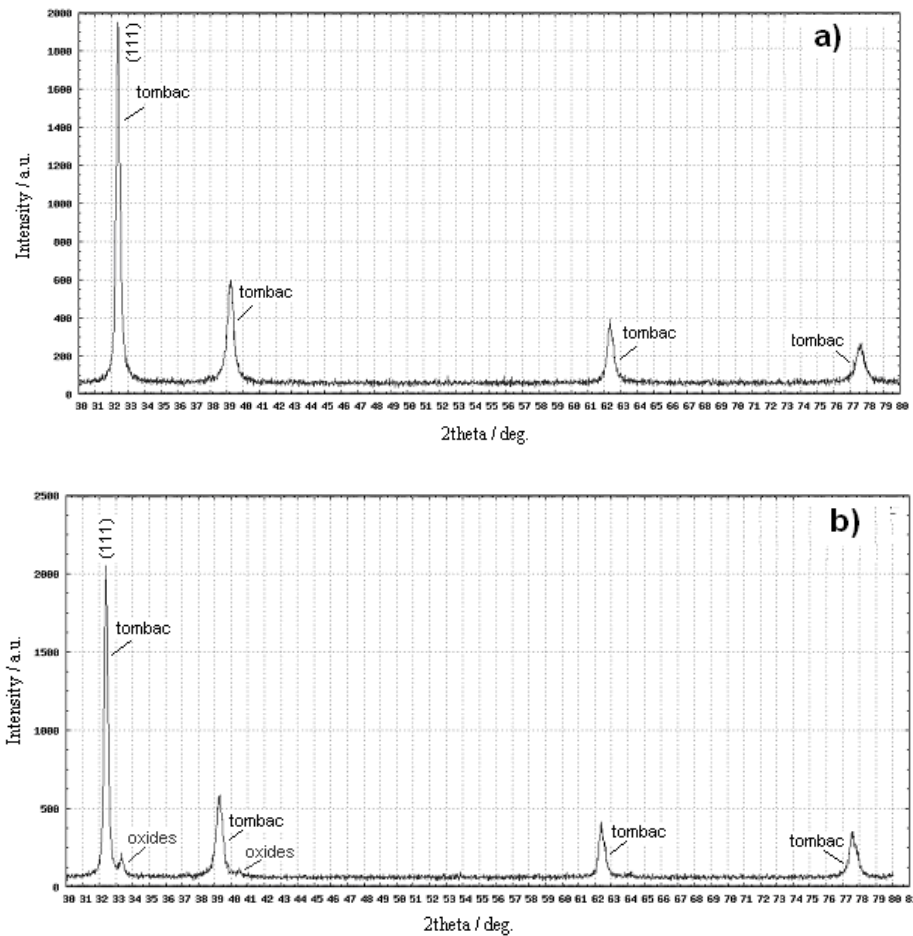 a)
2000
1800
1600
1400
1200
1000
800
600
400
200
0
Intensity / a.u.
(111)
tombac
tombac
tombac
tombac
30 31 32 33 34 35 36 37 38 39 40 42 43 44 45 46 47 48 49 50 51 52 53 54 55 56 57 58 59 60 61 62 63 65 66 67 68 69 70 71 72 73 74 75 76 77 78 79 80
2theta / deg.
b)
2500
2000
1500
1000
500
0
Intensity / a.u.
(111)
tombac
oxides
tombac
oxides
tombac
tombac
30 31 32 33 34 35 36 37 38 39 40 41 43 44 45 46 47 48 49 50 51 52 53 54 55 56 57 58 59 60 61 62 63 65 66 67 68 69 70 71 72 73 74 75 76 77 78 79 80
2theta / deg.